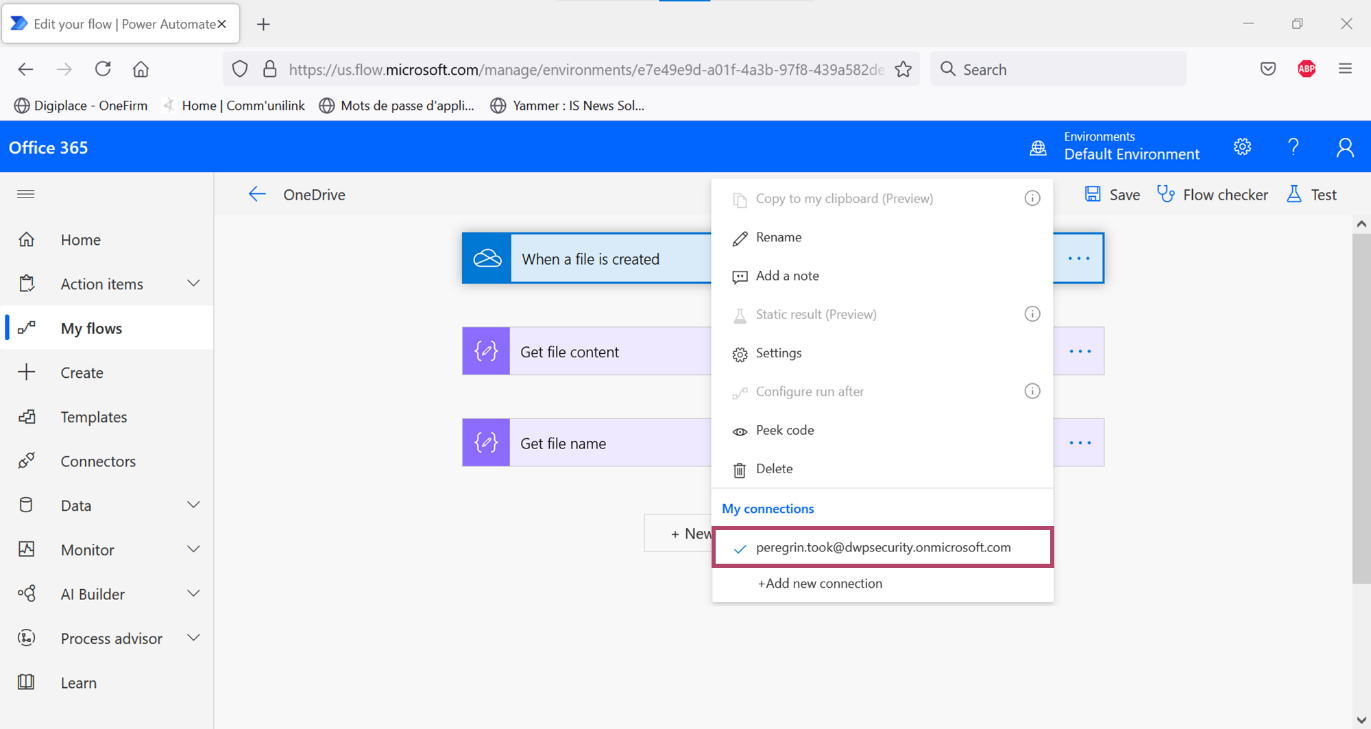 Edit your flow | Power Automate
https://us.flow.microsoft.com/manage/environments/e7e49e9d-a01f-4a3b-97f8-439a582de
Search
ABP
Digiplace - OneFirm
Home | Comm'unilink
Mots de passe d'appli...
Yammer : IS News Sol...
Office 365
Environments
Default Environment
?
OneDrive
Save
Flow checker
Test
Home
Action items
My flows
Create
Templates
Connectors
Data
Monitor
AI Builder
Process advisor
Learn
When a file is created
Get file content
Get file name
+ New
Copy to my clipboard (Preview)
Rename
Add a note
Static result (Preview)
Settings
Configure run after
Peek code
Delete
My connections
peregrin.took@dwpsecurity.onmicrosoft.com
+Add new connection